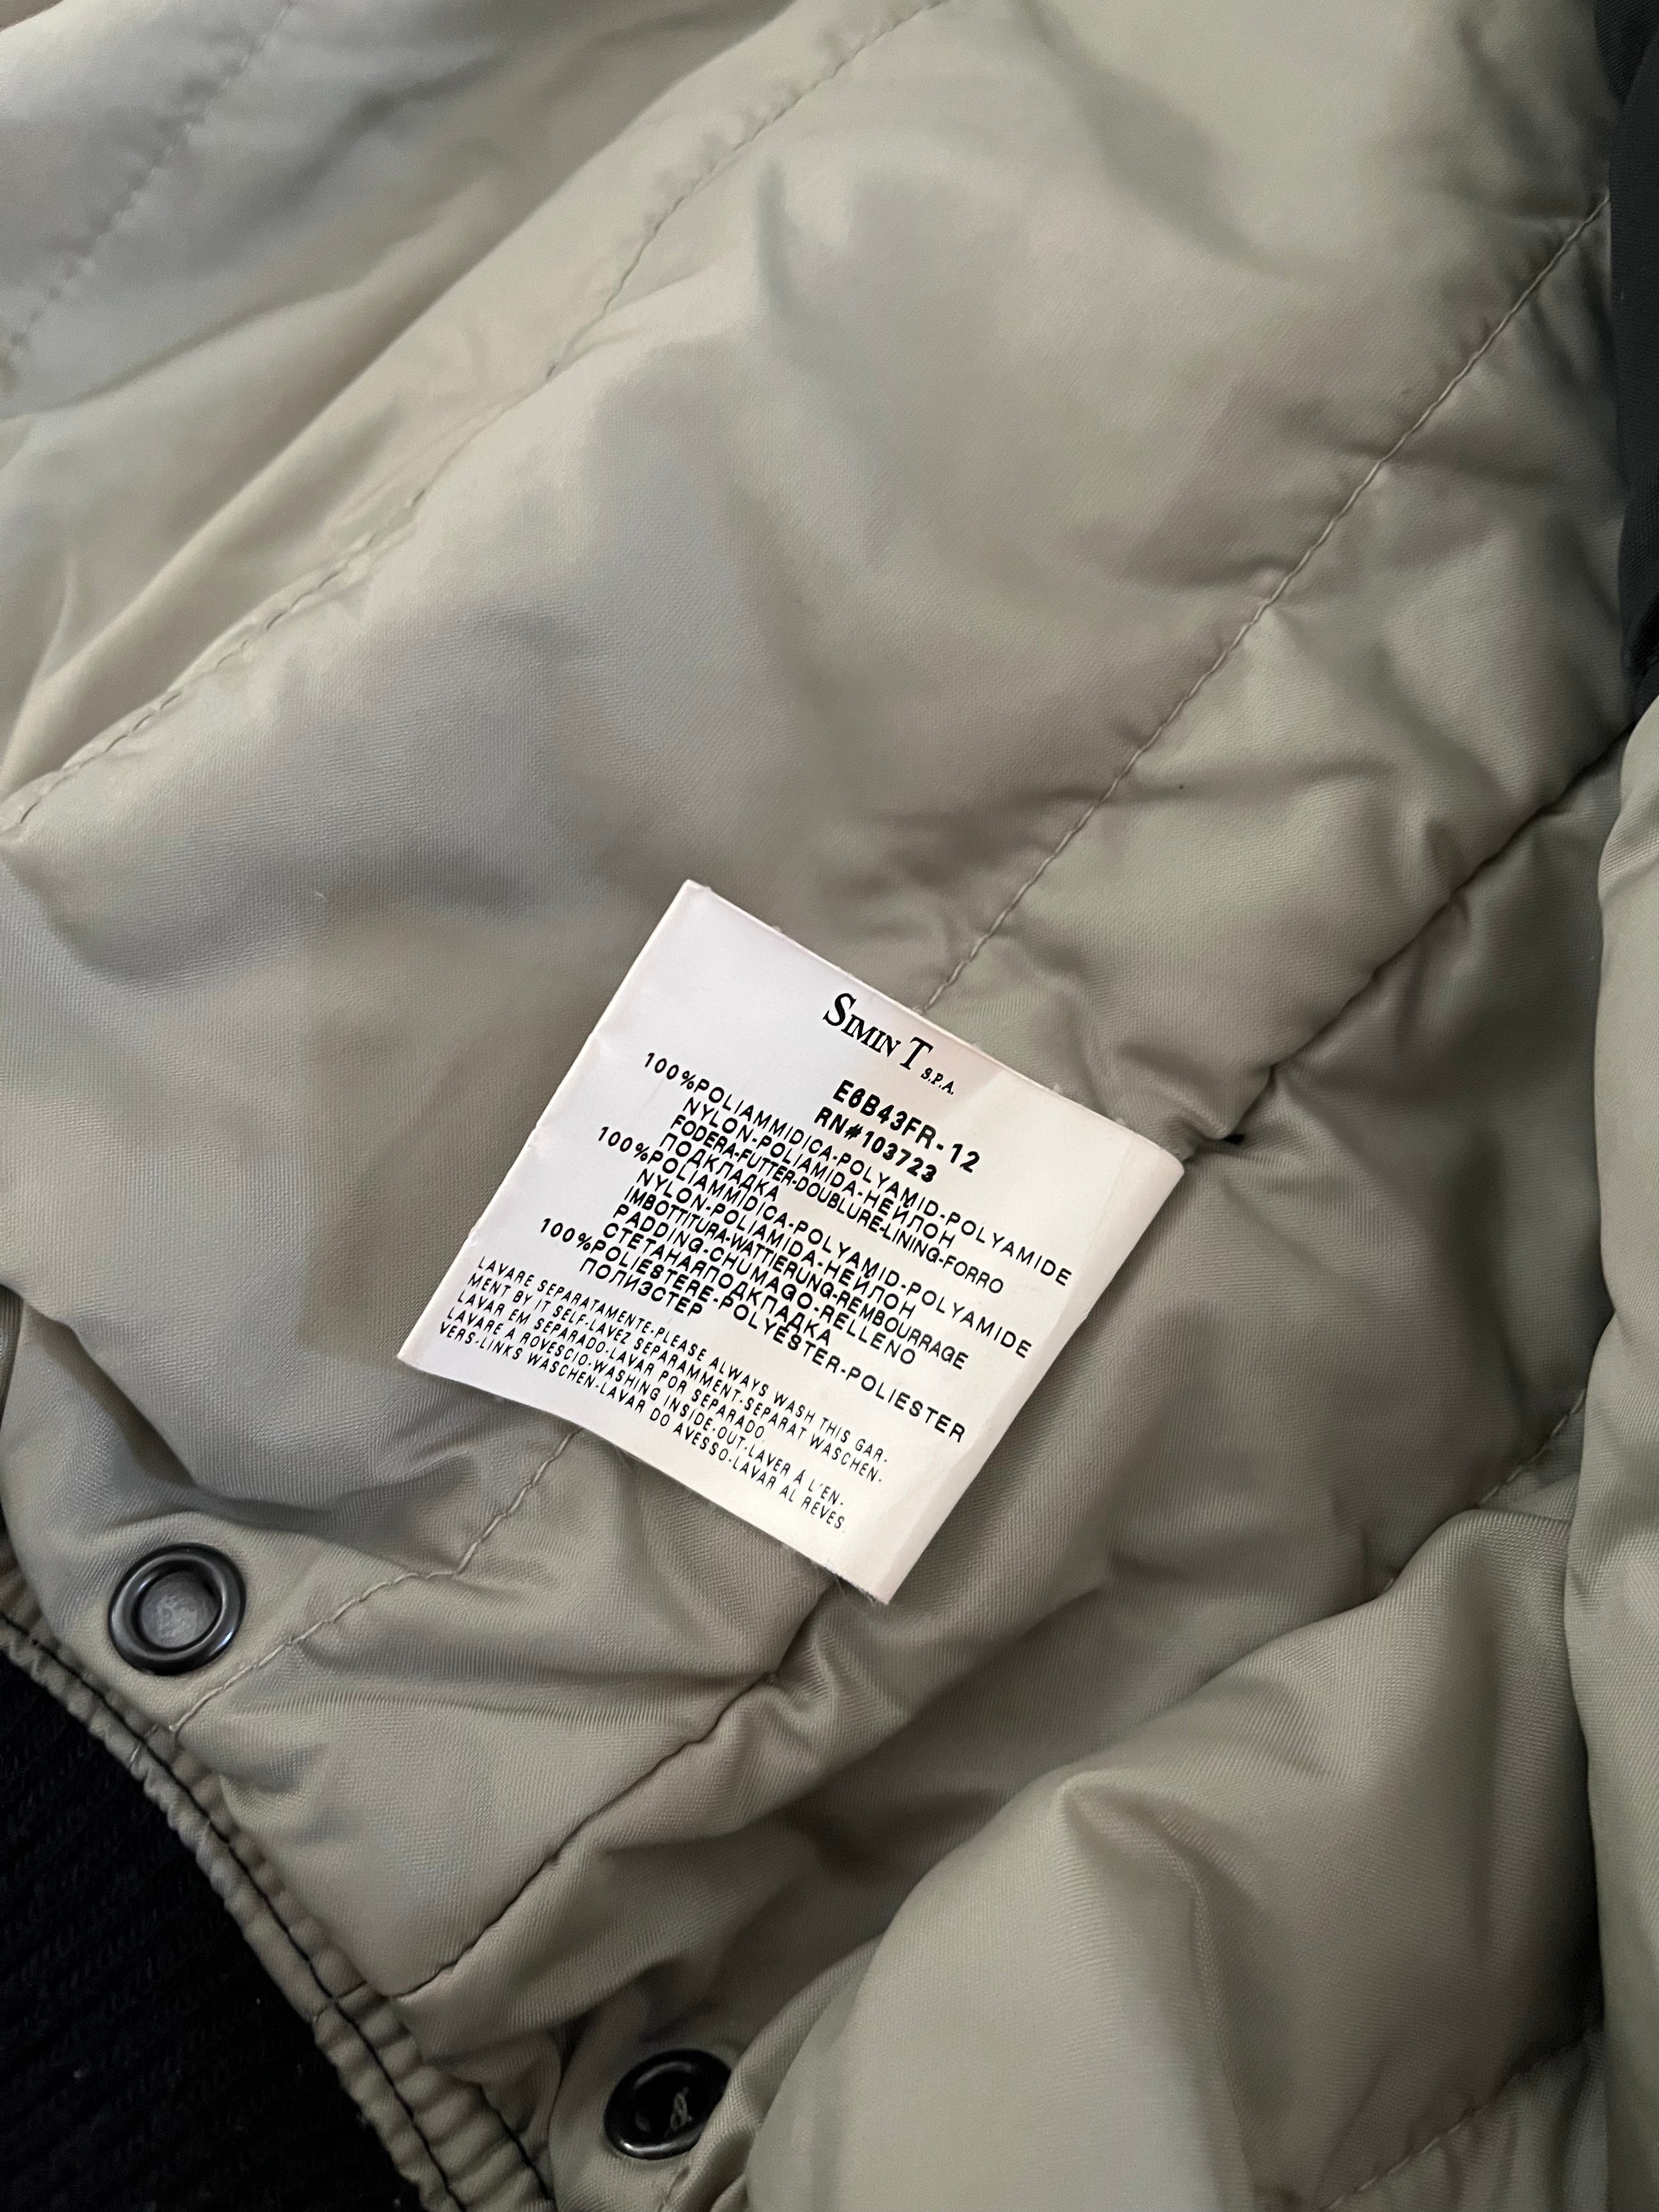 SIMIN T S.P.A.
E6B43FR-12
RN#103723
100%POLIAMMIDICA-POLYAMID-POLYAMIDE
NYLON-POLIAMIDA-НЕЙЛОН
FODERA-FUTTER-DOUBLURE-LINING-FORRO
ПОДКЛАДКА
100%POLIAMMIDICA-POLYAMID-POLYAMIDE
NYLON-POLIAMIDA-НЕЙЛОН
IMBOTTITURA-WATTIERUNG-REMBOURRAGE
PADDING-CHUMAGO-RELLENO
СТЕТАНАЯПОДКЛАДКА
100%POLIESTERE-POLYESTER-POLIESTER
ПОЛИЗСТЕР
LAVARE SEPARATAMENTE-PLEASE ALWAYS WASH THIS GAR-
MENT BY IT SELF-LAVEZ SEPARAMMENT-SEPARAT WASCHEN-
LAVAR EM SEPARADO-LAVAR POR SEPARADO
LAVARE A ROVESCIO-WASHING INSIDE-OUT-LAVER À L'EN-
VERS-LINKS WASCHEN-LAVAR DO AVESSO-LAVAR AL REVES